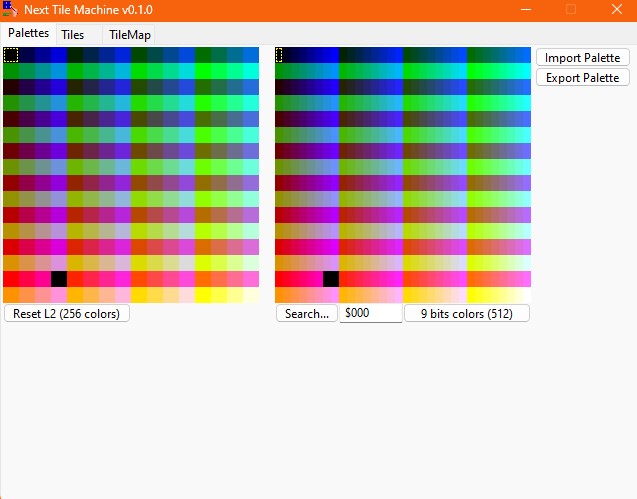 Next Tile Machine v0.1.0
Palettes Tiles TileMap
Import Palette
Export Palette
Reset L2 (256 colors) Search... $000 9 bits colors (512)